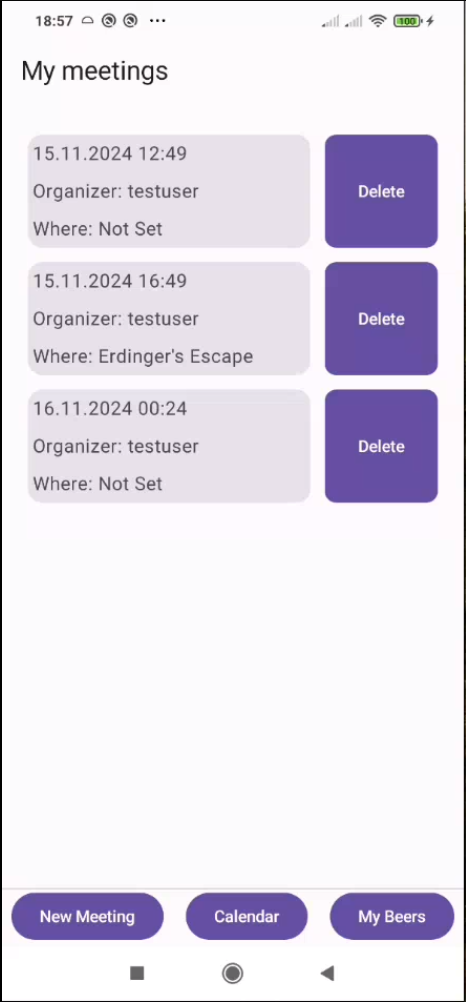 18:57
100
My meetings
15.11.2024 12:49
Organizer: testuser
Where: Not Set
Delete
15.11.2024 16:49
Organizer: testuser
Where: Erdinger's Escape
Delete
16.11.2024 00:24
Organizer: testuser
Where: Not Set
Delete
New Meeting
Calendar
My Beers